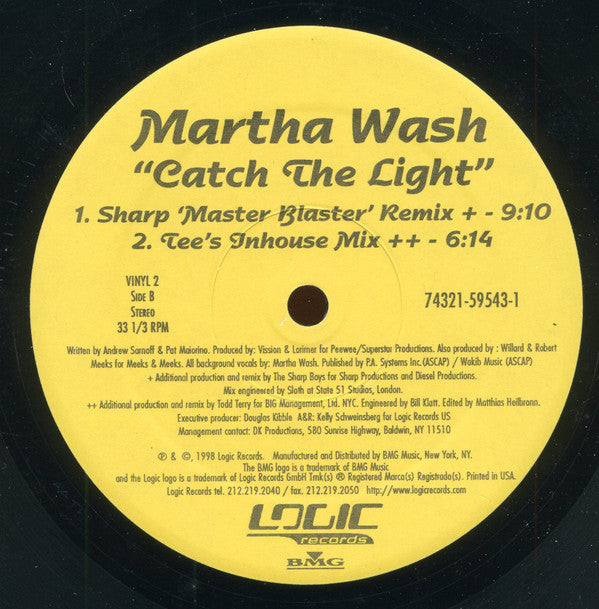 Martha Wash
"Catch The Light"
1. Sharp 'Master Blaster' Remix + - 9:10
2. Tee's Inhouse Mix ++ - 6:14
VINYL 2
SIDE B
STEREO
33 1/3 RPM
74321-59543-1
Written by Andrew Sarnoff & Pat Maiorino. Produced by: Vission & Lorimer for Peewee/Superstar Productions. Also produced by : Willard & Robert
Meeks for Meeks & Meeks. All background vocals by: Martha Wash. Published by P.A. Systems Inc.(ASCAP) / Wakib Music (ASCAP)
+ Additional production and remix by The Sharp Boys for Sharp Productions and Diesel Productions.
Mix engineered by Sloth at State 51 Studios, London.
++ Additional production and remix by Todd Terry for BIG Management, Ltd. NYC. Engineered by Bill Klatt. Edited by Matthias Heilbronn.
Executive producer: Douglas Kibble A&R: Kelly Schweinsberg for Logic Records US
Management contact: DK Productions, 580 Sunrise Highway, Baldwin, NY 11510
℗ & ©, 1998 Logic Records. Manufactured and Distributed by BMG Music, New York, NY.
The BMG logo is a trademark of BMG Music
and the Logic logo is a trademark of Logic Records GmbH Tmk(s) ® Registered Marca(s) Registrada(s). Printed in USA.
Logic Records tel. 212.219.2040 / fax. 212.219.2050 http://www.logicrecords.com
LOGIC
records
BMG